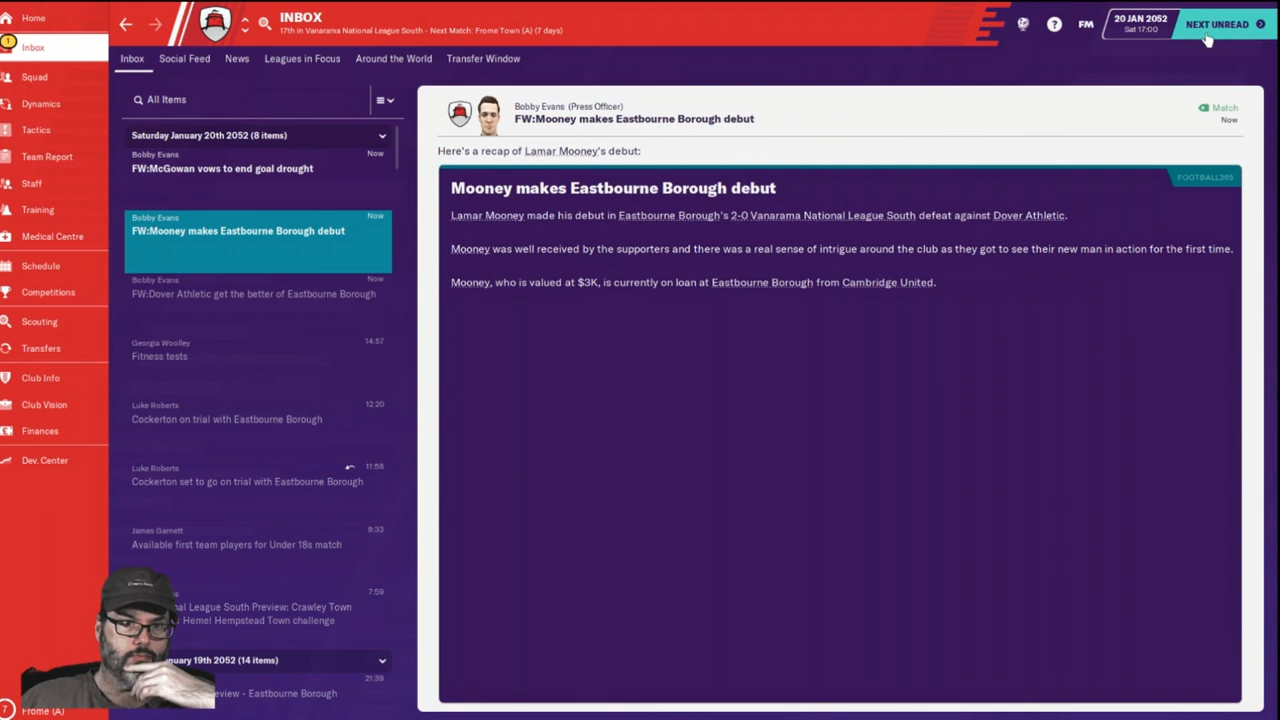 Home
INBOX
17th in Vanarama National League South - Next Match: Frome Town (A) (7 days)
?
FM
20 JAN 2052
Sat 17:00
NEXT UNREAD
1
Inbox
Squad
Dynamics
Tactics
Team Report
Staff
Training
Medical Centre
Schedule
Competitions
Scouting
Transfers
Club Info
Club Vision
Finances
Dev. Center
7
Frome (A)
Inbox
Social Feed
News
Leagues in Focus
Around the World
Transfer Window
All Items
Saturday January 20th 2052 (8 items)
Bobby Evans
Now
FW:McGowan vows to end goal drought
Bobby Evans
Now
FW:Mooney makes Eastbourne Borough debut
Bobby Evans
Now
FW:Dover Athletic get the better of Eastbourne Borough
Georgia Woolley
14:57
Fitness tests
Luke Roberts
12:20
Cockerton on trial with Eastbourne Borough
Luke Roberts
11:58
Cockerton set to go on trial with Eastbourne Borough
James Garnett
8:33
Available first team players for Under 18s match
7:59
nal League South Preview: Crawley Town
Hemel Hempstead Town challenge
nuary 19th 2052 (14 items)
21:39
eview - Eastbourne Borough
Bobby Evans (Press Officer)
FW:Mooney makes Eastbourne Borough debut
Match
Now
Here's a recap of Lamar Mooney's debut:
FOOTBALL365
Mooney makes Eastbourne Borough debut
Lamar Mooney made his debut in Eastbourne Borough's 2-0 Vanarama National League South defeat against Dover Athletic.
Mooney was well received by the supporters and there was a real sense of intrigue around the club as they got to see their new man in action for the first time.
Mooney, who is valued at $3K, is currently on loan at Eastbourne Borough from Cambridge United.